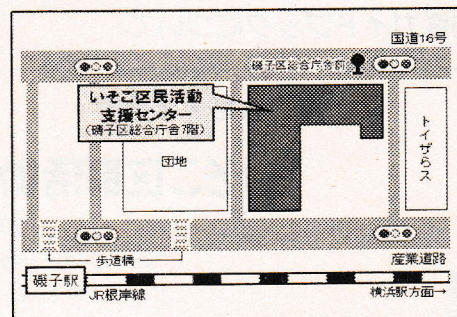 国道16号
磯子区総合庁舎前
いそご区民活動
支援センター
(磯子区総合庁舎7階)
団地
トイザらス
歩道橋
産業道路
磯子駅
JR根岸線
横浜駅方面→